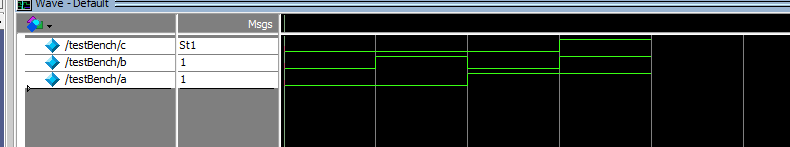 Wave - Default
Msgs
/testBench/c St1
/testBench/b 1
/testBench/a 1